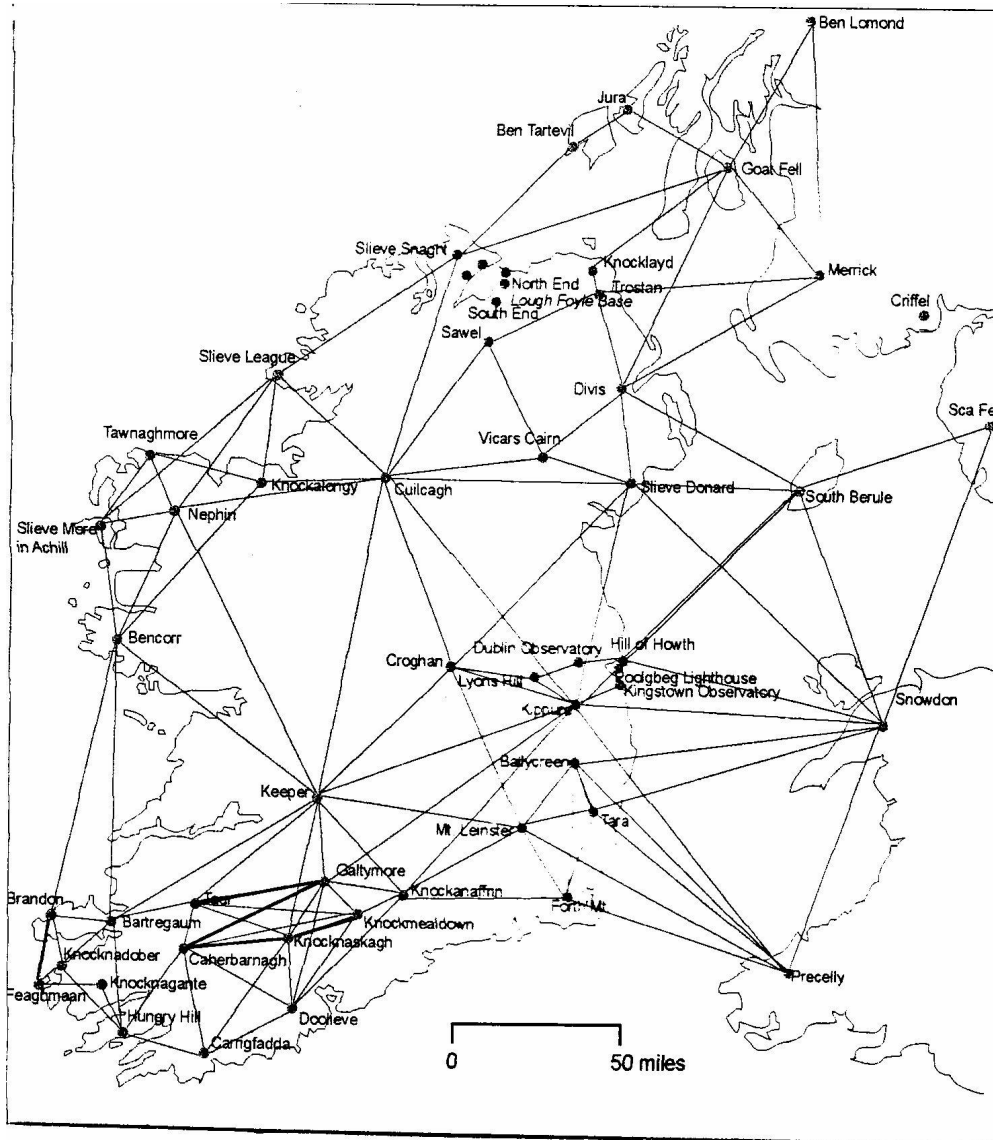 Ben Lomond
Jura
Ben Tartevil
Goat Fell
Slieve Snaght
Knocklayd
Merrick
North End
Trostan
Lough Foyle Base
Criffel
South End
Sawel
Slieve League
Divis
Sca Fe
Tawnaghmore
Vicars Cairn
Knockalongy
Cuilcagh
Slieve Donard
South Berule
Nephin
Slieve More
in Achill
Bencorr
Dublin Observatory
Hill of Howth
Croghan
Lyons Hill
Poolgbeg Lighthouse
Kingstown Observatory
Snowdon
Kippure
Ballycreen
Keeper
Mt. Leinster
Tara
Galtymore
Brandon
Taur
Knockanaffrin
Forth Mt
Bartregaum
Knockmealdown
Knocknaskagh
Knocknadober
Caherbarnagh
Precelly
Feaghmaan
Knocknagante
Doolieve
Hungry Hill
Carrigfadda
0
50 miles